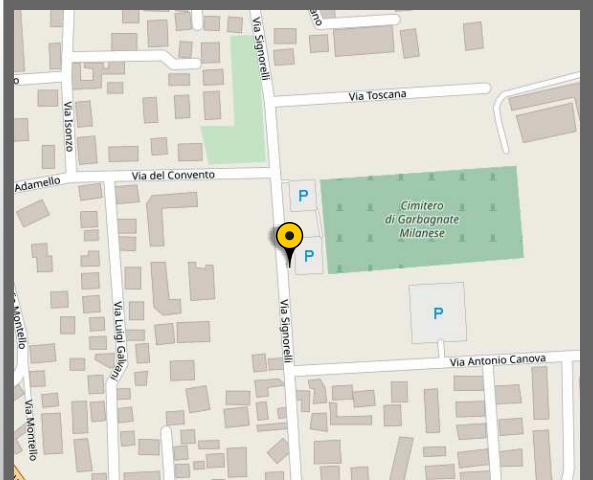 ano
Via Signorelli
Via Toscana
Via Isonzo
o
Adamello
Via del Convento
P
Cimitero
di Garbagnate
Milanese
P
Montello
Via Luigi Galvani
Via Signorelli
P
Via Antonio Canova
Via Montello